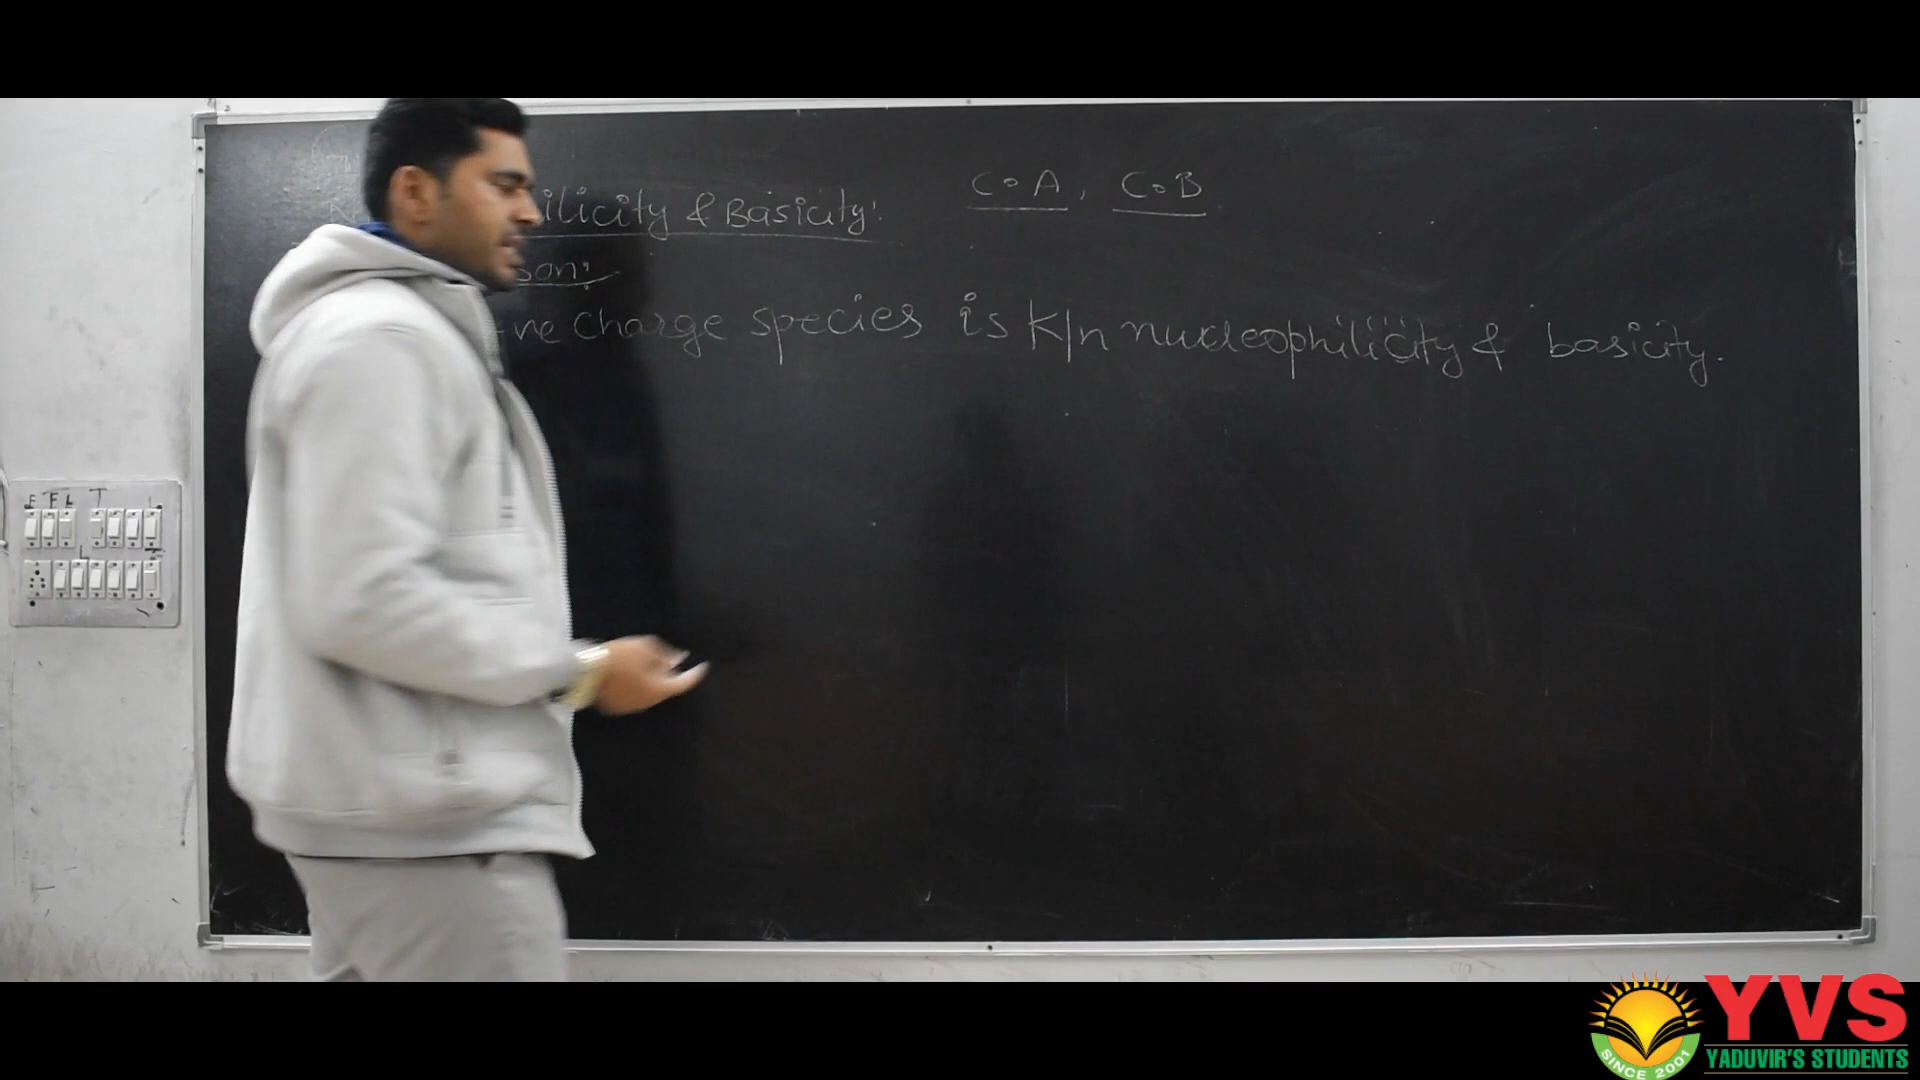 ilicity & Basicity: C.A, C.B
son:
-ve charge species is K/n nucleophilicity & basicity.
E F L T
L
YVS
YADUVIR'S STUDENTS
SINCE 2001